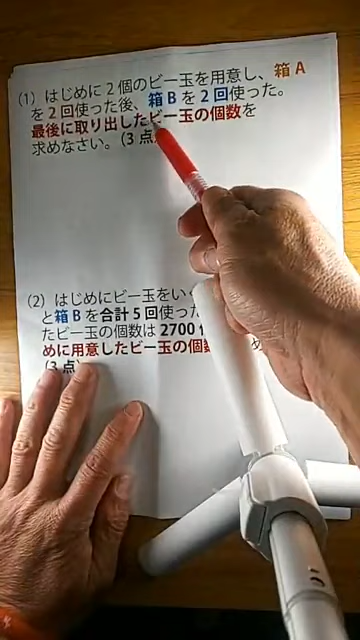 (1) はじめに2個のビー玉を用意し、箱A
を2回使った後、箱Bを2回使った。
最後に取り出したビー玉の個数を
求めなさい。(3点
(2) はじめにビー玉をい
と箱Bを合計5回使った
たビー玉の個数は 2700
めに用意したビー玉の個数
(3点